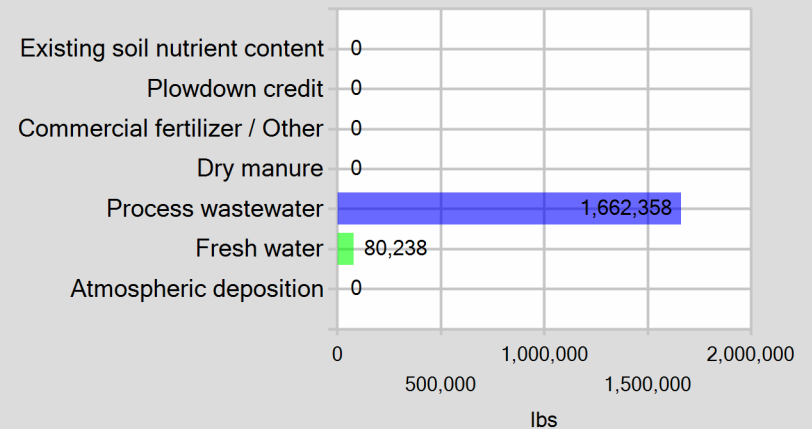 Existing soil nutrient content 0
Plowdown credit 0
Commercial fertilizer / Other 0
Dry manure 0
Process wastewater 1,662,358
Fresh water 80,238
Atmospheric deposition 0
0 1,000,000 2,000,000
500,000 1,500,000
lbs